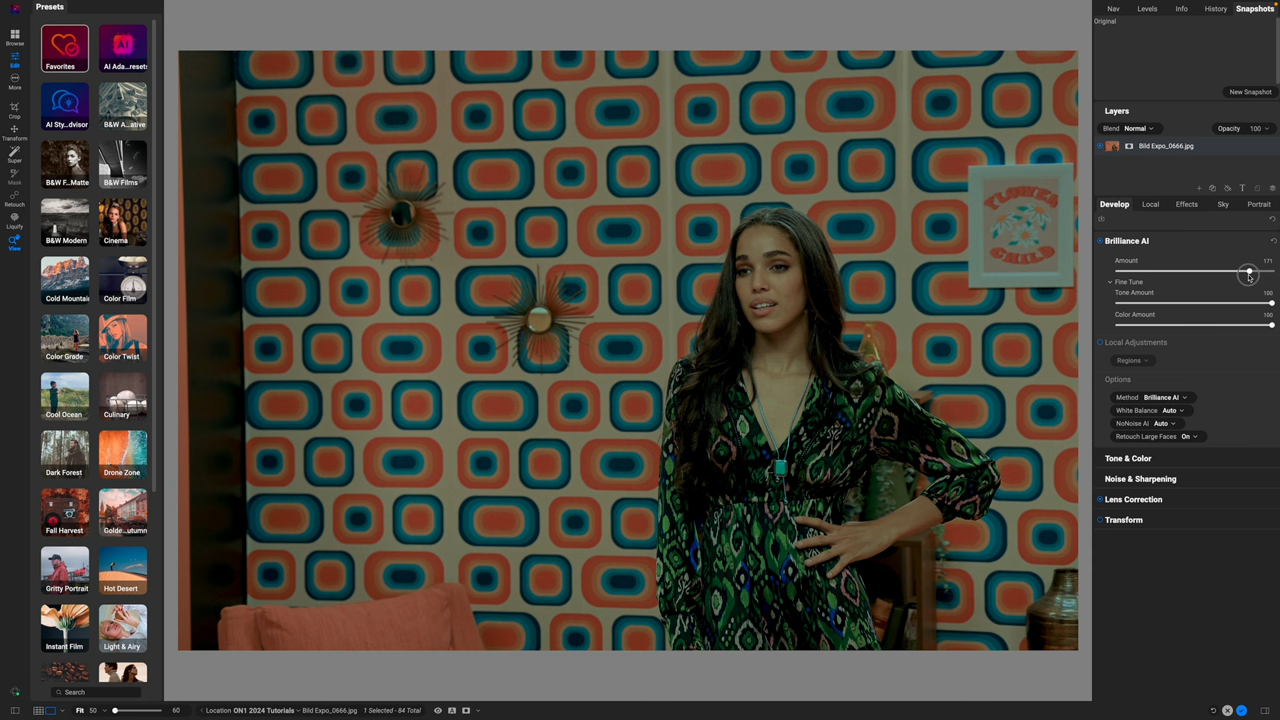 Presets
Favorites
AI Ada...resets
AI Sty...dvisor
B&W A...ative
B&W F...Matte
B&W Films
B&W Modern
Cinema
Cold Mountai
Color Film
Color Grade
Color Twist
Cool Ocean
Culinary
Dark Forest
Drone Zone
Fall Harvest
Golde...utumn
Gritty Portrait
Hot Desert
Instant Film
Light & Airy
Search
Browse
Edit
More
Crop
Transform
Super
Mask
Retouch
Liquify
View
FLOWER
CHILD
Nav Levels Info History Snapshots
Original
New Snapshot
Layers
Blend Normal Opacity 100
Bild Expo_0666.jpg
Develop Local Effects Sky Portrait
Brilliance AI
Amount 171
Fine Tune
Tone Amount 100
Color Amount 100
Local Adjustments
Regions
Options
Method Brilliance AI
White Balance Auto
NoNoise AI Auto
Retouch Large Faces On
Tone & Color
Noise & Sharpening
Lens Correction
Transform
Fit 50 60
Location ON1 2024 Tutorials Bild Expo_0666.jpg 1 Selected - 84 Total